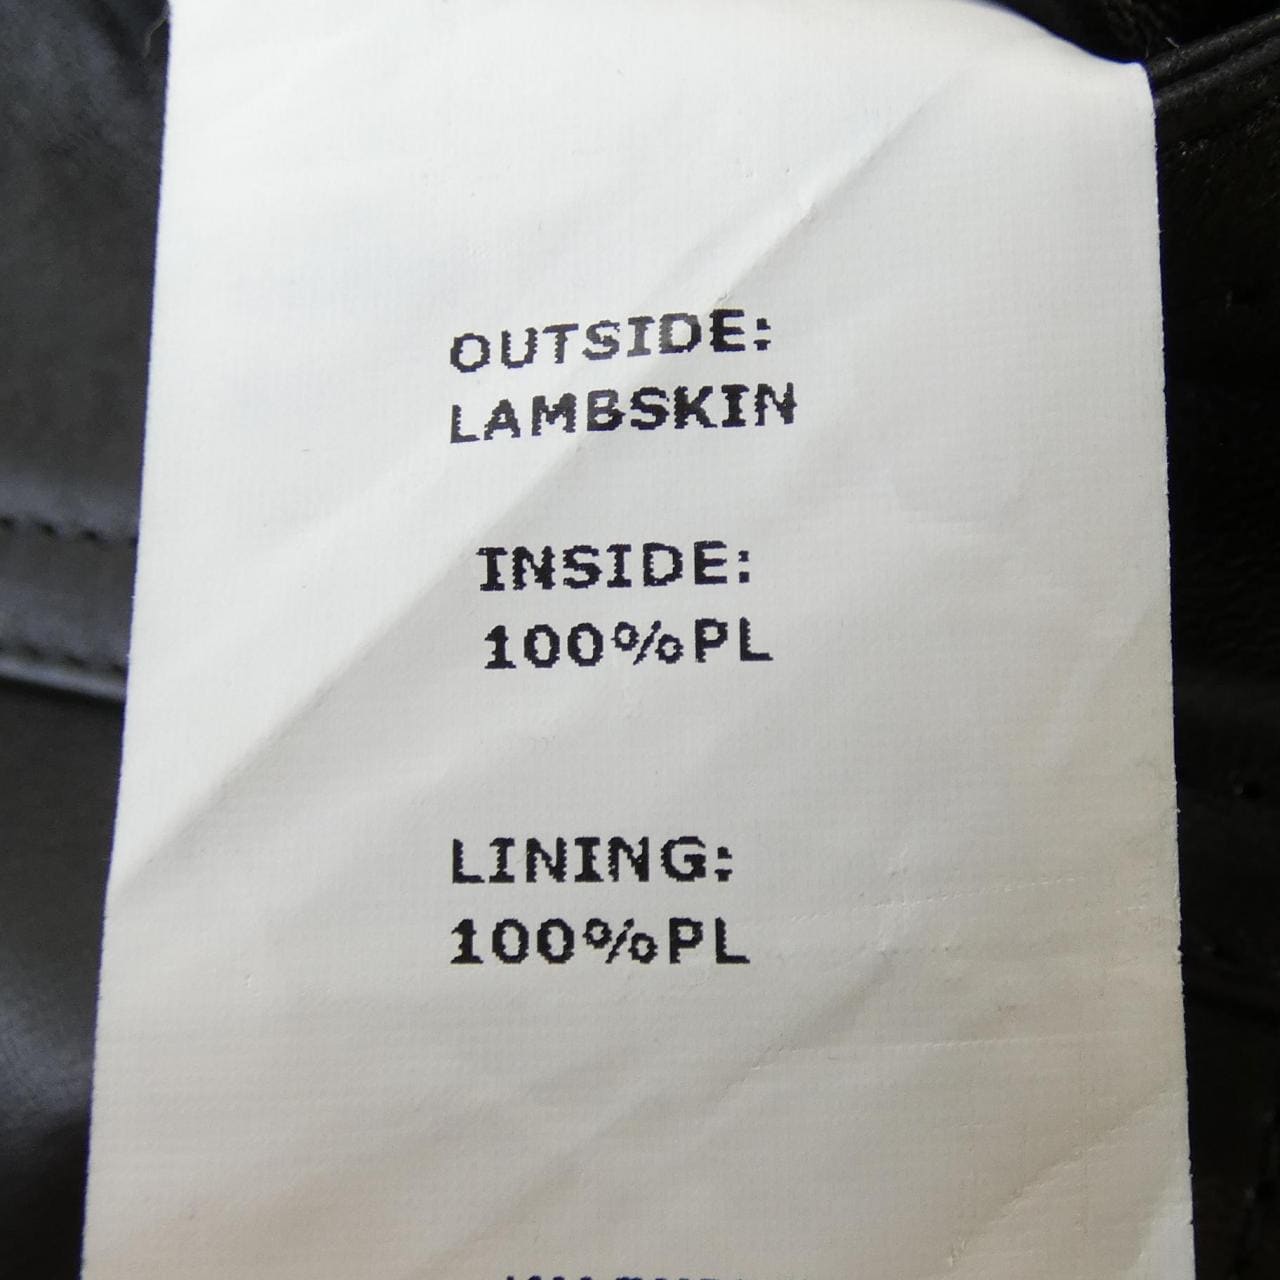 OUTSIDE:
LAMBSKIN
INSIDE:
100%PL
LINING:
100%PL